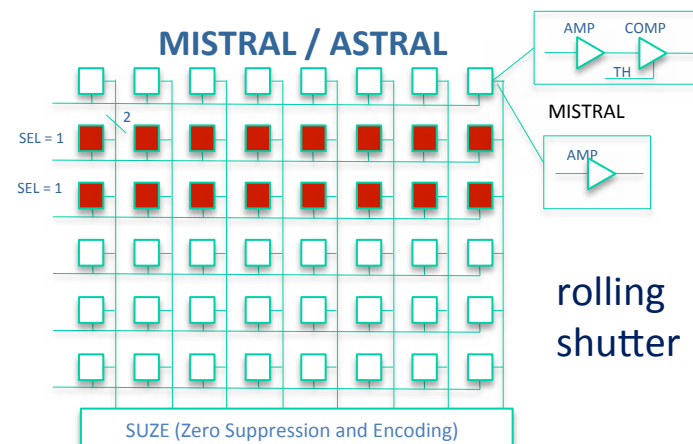 MISTRAL / ASTRAL
AMP COMP
TH
MISTRAL
AMP
2
SEL = 1
SEL = 1
rolling
shutter
SUZE (Zero Suppression and Encoding)